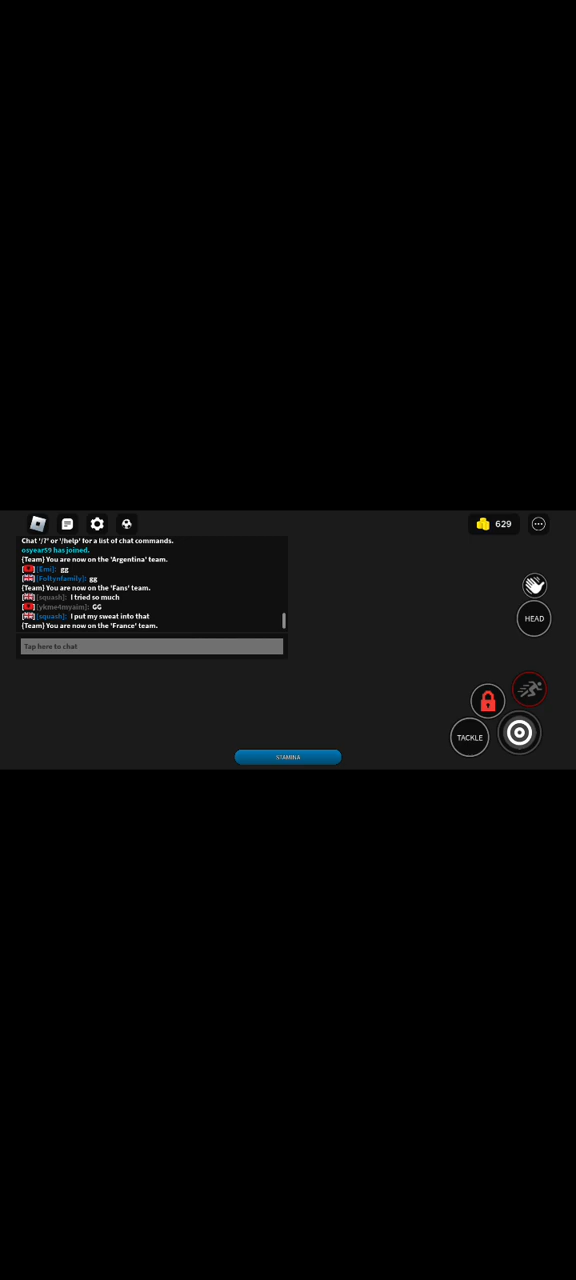 629
Chat '/?' or '/help' for a list of chat commands.
osyear59 has joined.
{Team} You are now on the 'Argentina' team.
[Emi]: gg
[Foltynfamily]: gg
{Team} You are now on the 'Fans' team.
[squash]: I tried so much
[ykme4myaim]: GG
[squash]: I put my sweat into that
{Team} You are now on the 'France' team.
HEAD
Tap here to chat
TACKLE
STAMINA